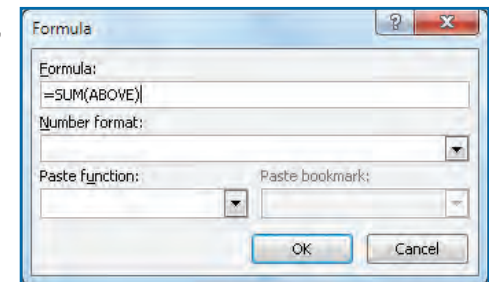 Formula
Formula:
=SUM(ABOVE)
Number format:
Paste function: Paste bookmark:
OK Cancel